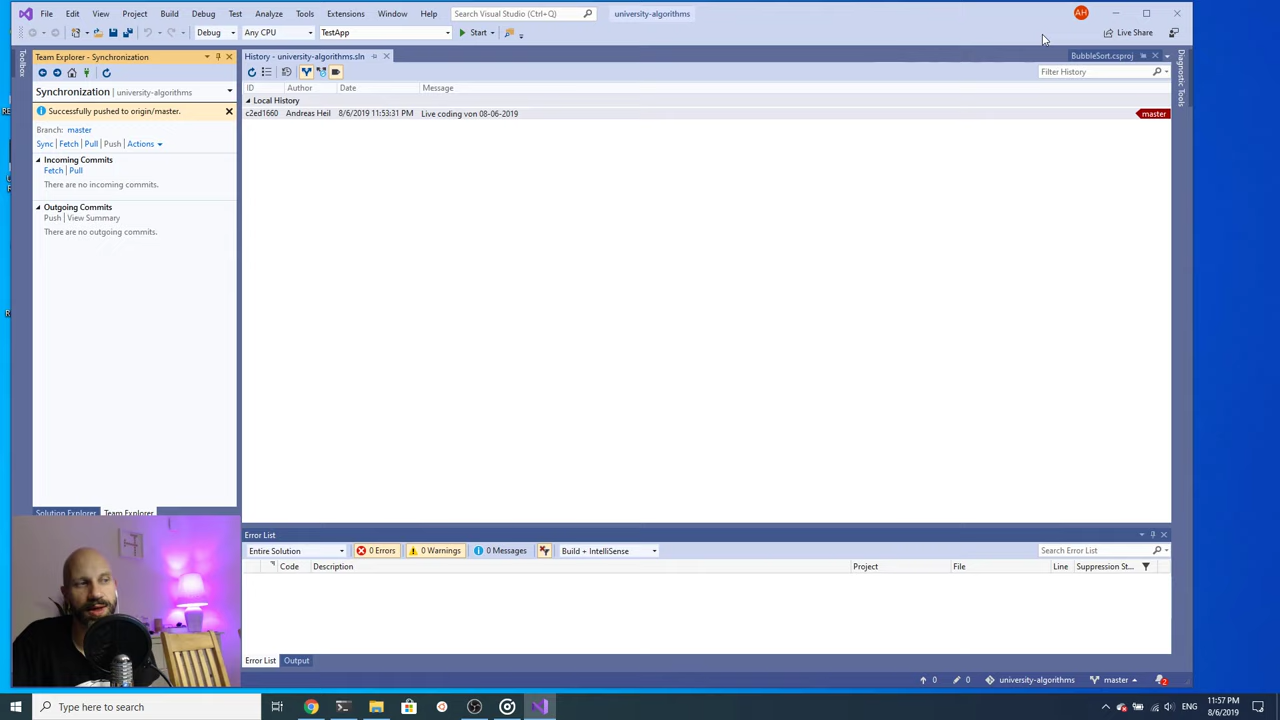 File Edit View Project Build Debug Test Analyze Tools Extensions Window Help Search Visual Studio (Ctrl+Q) university-algorithms AH
Debug Any CPU TestApp Start Live Share
Toolbox
Team Explorer - Synchronization
History - university-algorithms.sln
BubbleSort.csproj
Diagnostic Tools
Filter History
Synchronization | university-algorithms
ID Author Date Message
Local History
Successfully pushed to origin/master.
c2ed1660 Andreas Heil 8/6/2019 11:53:31 PM Live coding von 08-06-2019 master
Branch: master
Sync | Fetch | Pull | Push | Actions
Incoming Commits
Fetch | Pull
There are no incoming commits.
Outgoing Commits
Push | View Summary
There are no outgoing commits.
Solution Explorer Team Explorer
Error List
Entire Solution 0 Errors 0 Warnings 0 Messages Build + IntelliSense Search Error List
Code Description Project File Line Suppression St...
Error List Output
0 0 university-algorithms master 2
Type here to search
11:57 PM
8/6/2019